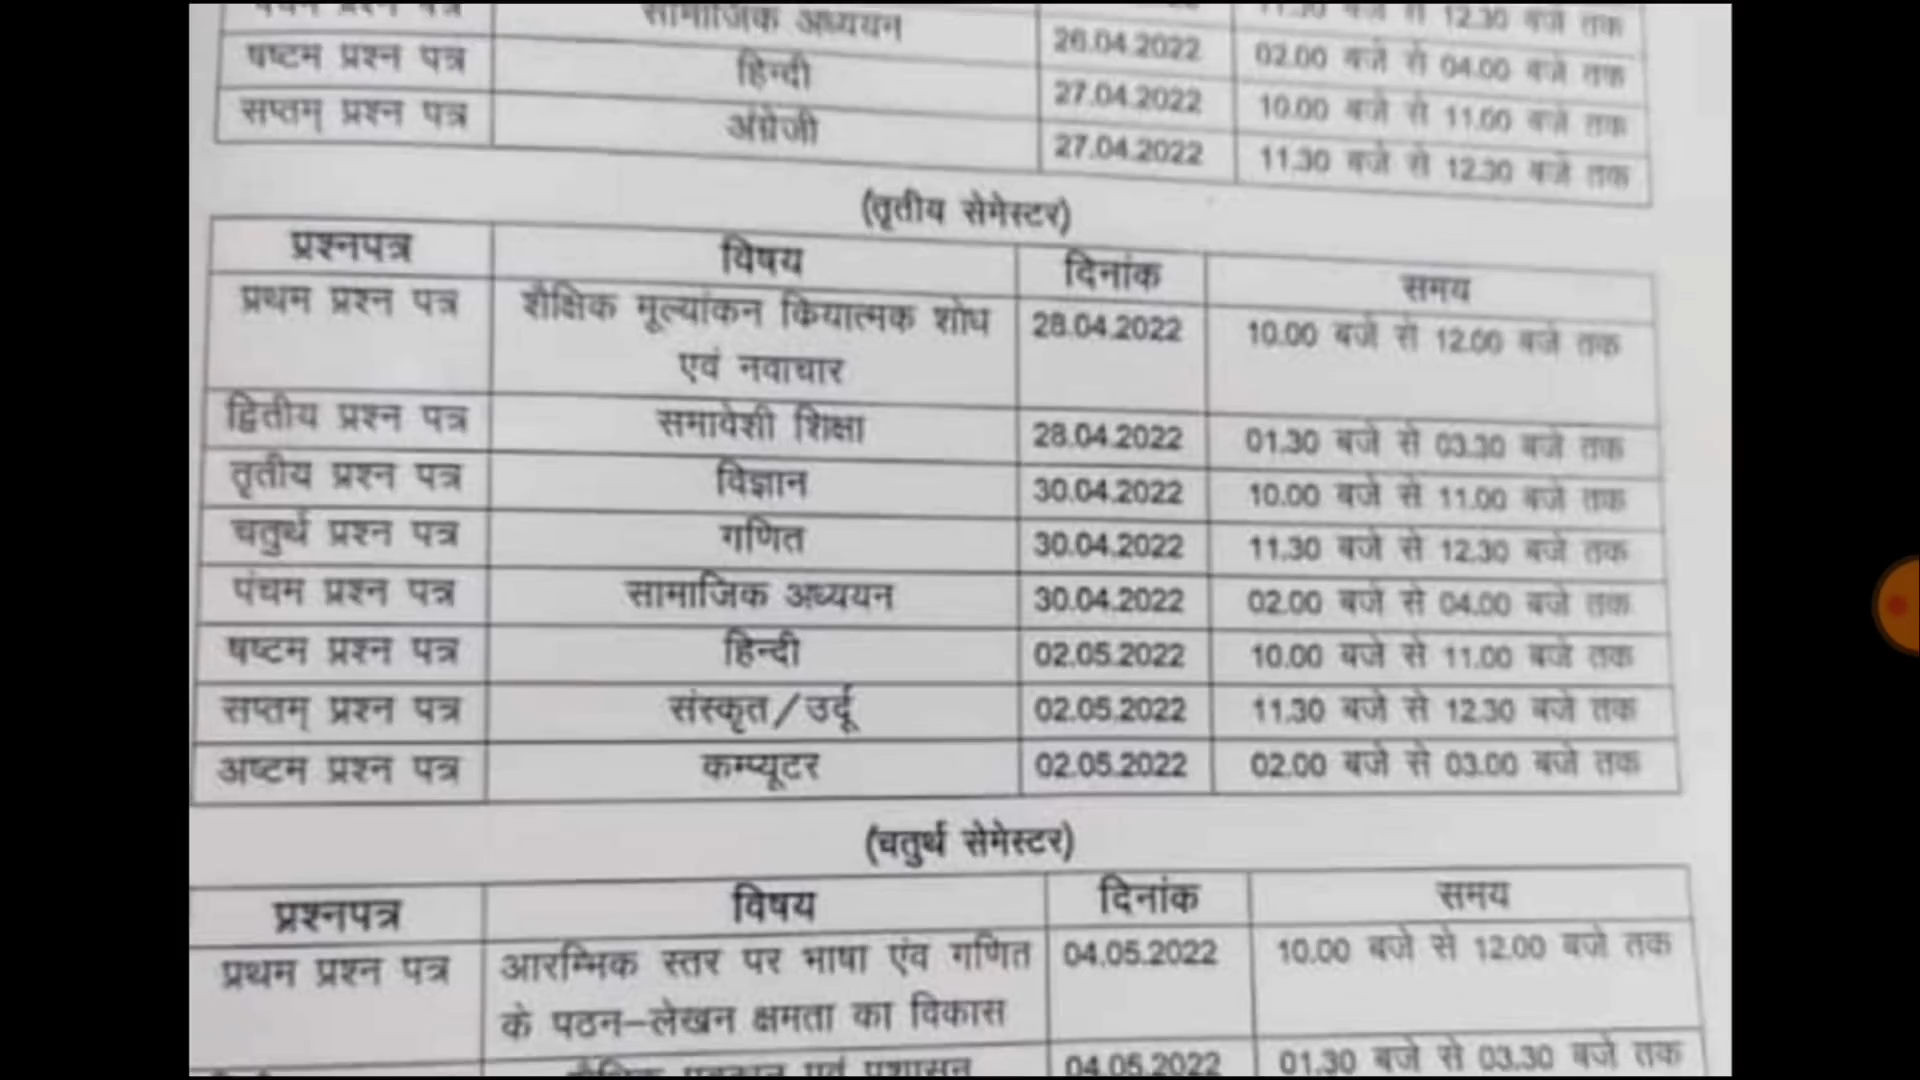 सामाजिक अध्ययन 26.04.2022 02.00 बजे से 04.00 बजे तक
षष्टम प्रश्न पत्र हिन्दी 27.04.2022 10.00 बजे से 11.00 बजे तक
सप्तम् प्रश्न पत्र अंग्रेजी 27.04.2022 11.30 बजे से 12.30 बजे तक
(तृतीय सेमेस्टर)
प्रश्नपत्र विषय दिनांक समय
प्रथम प्रश्न पत्र शैक्षिक मूल्यांकन कियात्मक शोध 28.04.2022 10.00 बजे से 12.00 बजे तक
एवं नवाचार
द्वितीय प्रश्न पत्र समावेशी शिक्षा 28.04.2022 01.30 बजे से 03.30 बजे तक
तृतीय प्रश्न पत्र विज्ञान 30.04.2022 10.00 बजे से 11.00 बजे तक
चतुर्थ प्रश्न पत्र गणित 30.04.2022 11.30 बजे से 12.30 बजे तक
पंचम प्रश्न पत्र सामाजिक अध्ययन 30.04.2022 02.00 बजे से 04.00 बजे तक
षष्टम प्रश्न पत्र हिन्दी 02.05.2022 10.00 बजे से 11.00 बजे तक
सप्तम् प्रश्न पत्र संस्कृत/उर्दू 02.05.2022 11.30 बजे से 12.30 बजे तक
अष्टम प्रश्न पत्र कम्प्यूटर 02.05.2022 02.00 बजे से 03.00 बजे तक
(चतुर्थ सेमेस्टर)
प्रश्नपत्र विषय दिनांक समय
प्रथम प्रश्न पत्र आरम्भिक स्तर पर भाषा एंव गणित 04.05.2022 10.00 बजे से 12.00 बजे तक
के पठन-लेखन क्षमता का विकास
04.05.2022 01.30 बजे से 03.30 बजे तक